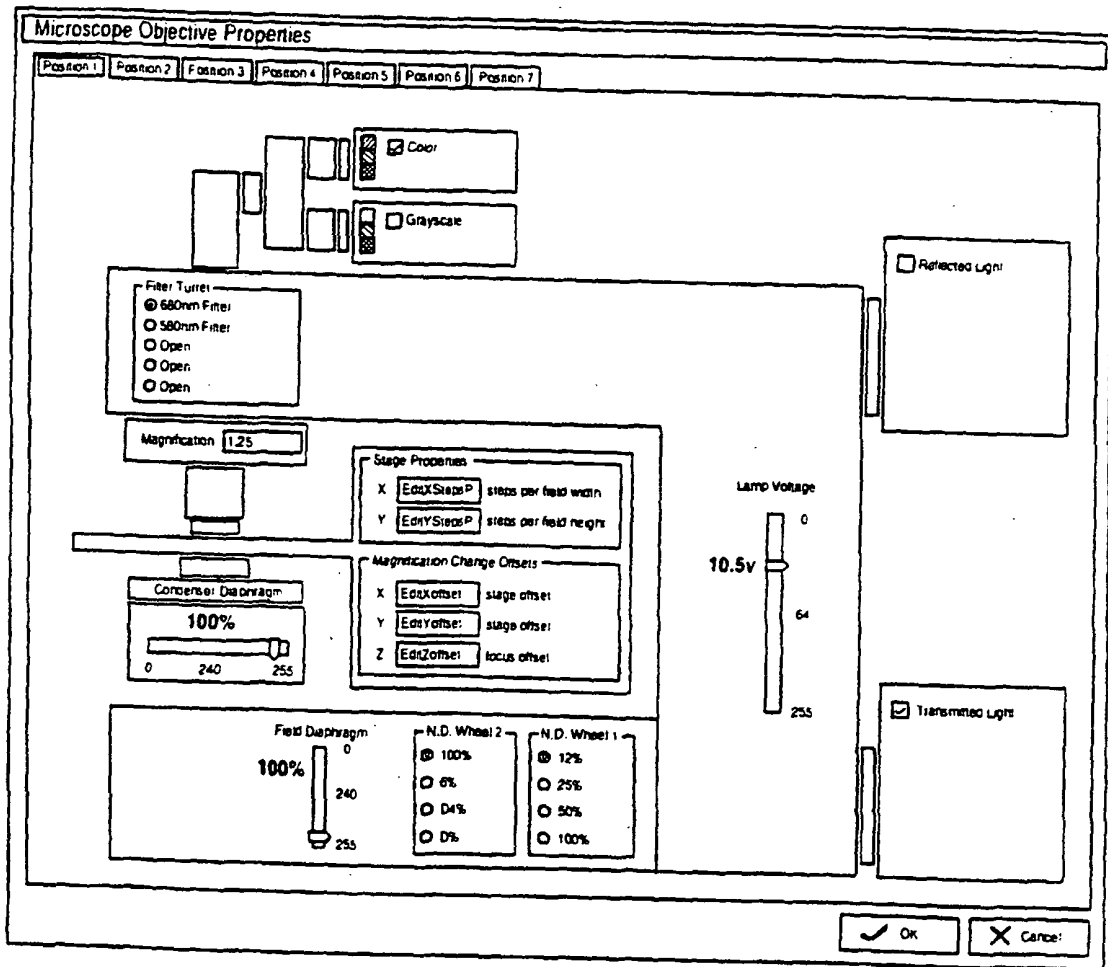 Microscope Objective Properties
Position 1 Position 2 Position 3 Position 4 Position 5 Position 6 Position 7
Color
Grayscale
Reflected Light
Filter Turret
680nm Filter
580nm Filter
Open
Open
Open
Magnification 1.25
Stage Properties
X EditXStepsP steps per field width
Y EditYStepsP steps per field height
Magnification Change Offsets
X EditXoffset stage offset
Y EditYoffset stage offset
Z EditZoffset focus offset
Condenser Diaphragm
100%
0 240 255
Lamp Voltage
0
10.5v
64
255
Transmitted Light
Field Diaphragm
0
100%
240
255
N.D. Wheel 2
100%
6%
D4%
D%
N.D. Wheel 1
12%
25%
50%
100%
OK
Cancel